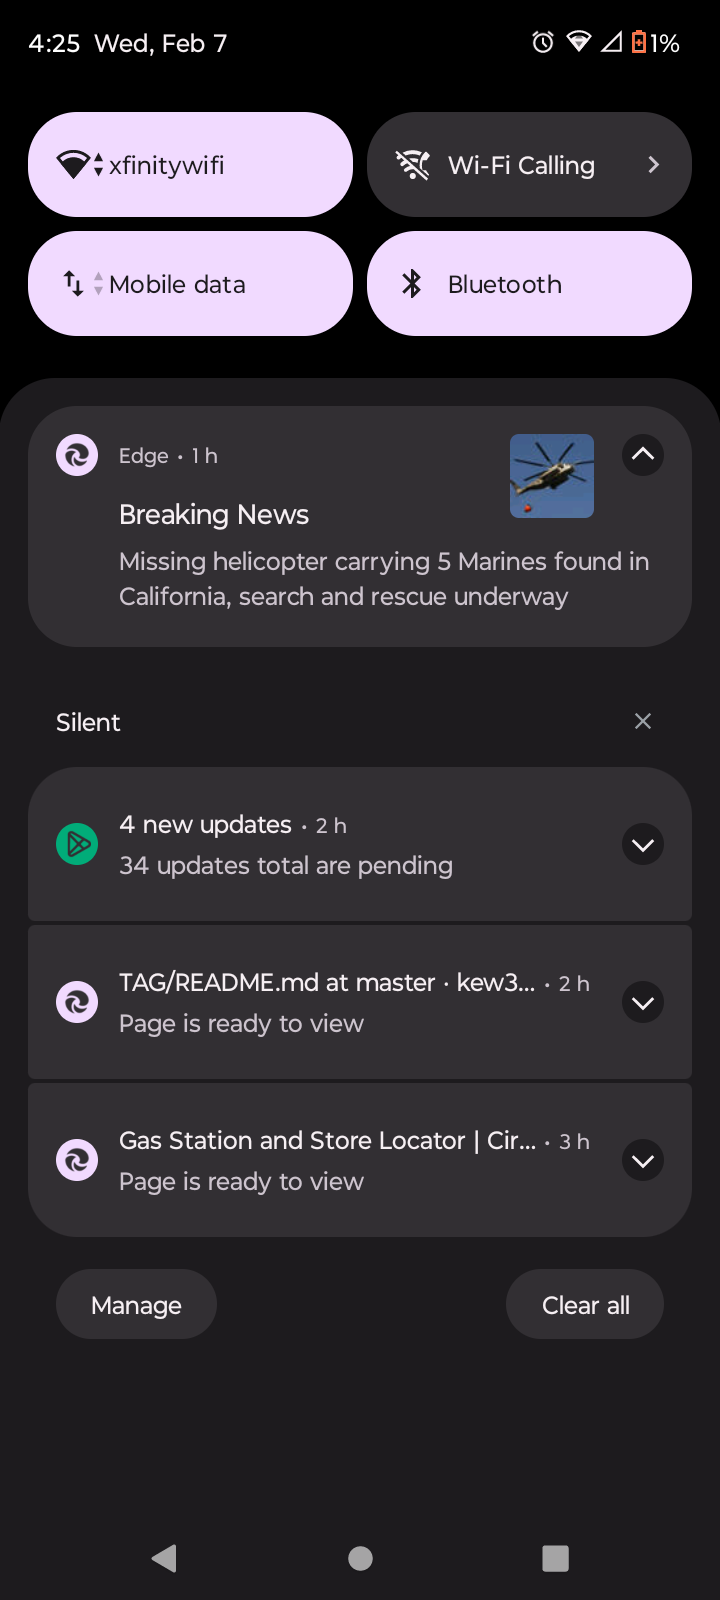 4:25 Wed, Feb 7
1%
xfinitywifi
Wi-Fi Calling
Mobile data
Bluetooth
Edge • 1 h
Breaking News
Missing helicopter carrying 5 Marines found in
California, search and rescue underway
Silent
4 new updates • 2 h
34 updates total are pending
TAG/README.md at master · kew3... • 2 h
Page is ready to view
Gas Station and Store Locator | Cir... • 3 h
Page is ready to view
Manage
Clear all